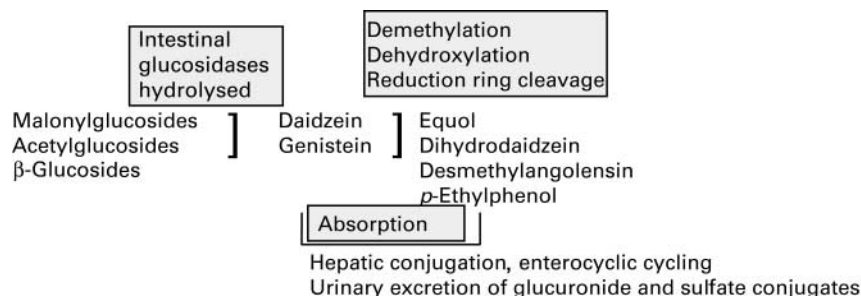 Intestinal
glucosidases
hydrolysed
Demethylation
Dehydroxylation
Reduction ring cleavage
Malonylglucosides
Acetylglucosides
β-Glucosides
]
Daidzein
Genistein
]
Equol
Dihydrodaidzein
Desmethylangolensin
p-Ethylphenol
Absorption
Hepatic conjugation, enterocyclic cycling
Urinary excretion of glucuronide and sulfate conjugates